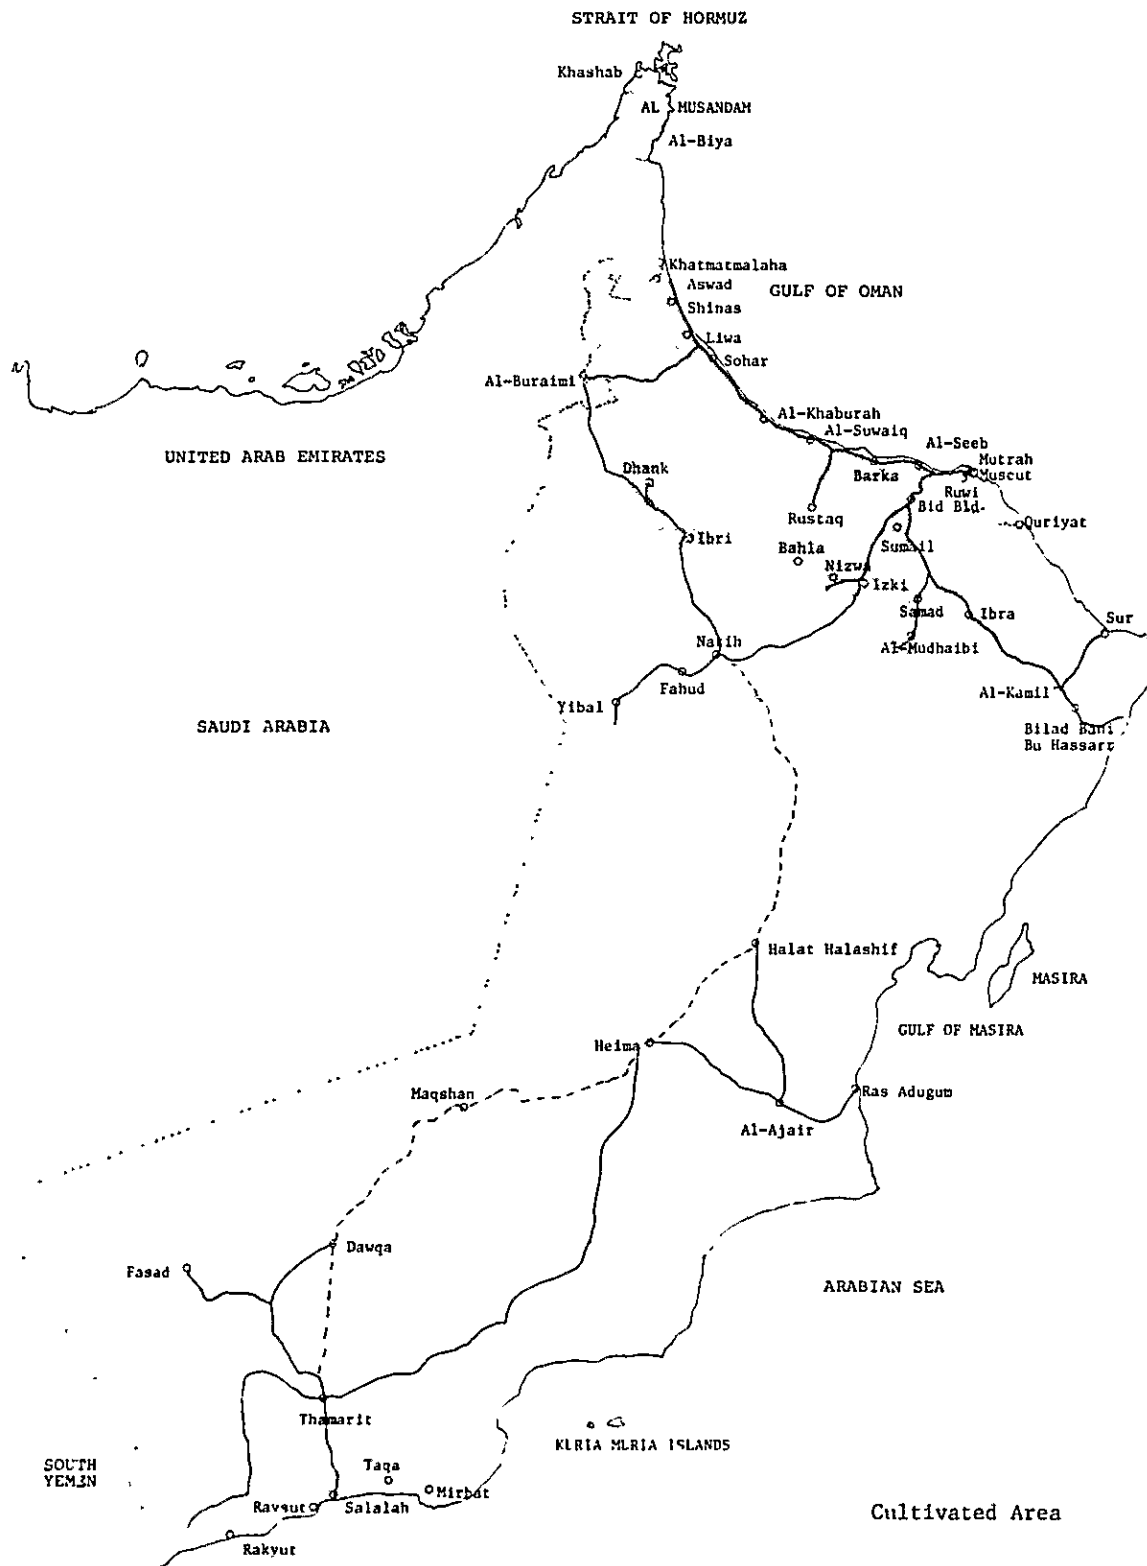 STRAIT OF HORMUZ
Khashab
AL MUSANDAM
Al-Biya
Khatmatmalaha
Aswad
GULF OF OMAN
Shinas
Liwa
Sohar
Al-Buraimi
Al-Khaburah
Al-Suwaiq
Al-Seeb
UNITED ARAB EMIRATES
Mutrah
Dhank
Barka
Muscut
Ruwi
Bid Bld-
Rustaq
Quriyat
Ibri
Sumail
Bahla
Nizwa
Izki
Samad
Ibra
Sur
Natih
Al-Mudhaibi
Fahud
Al-Kamil
Yibal
SAUDI ARABIA
Bilad Bani
Bu Hassarr
Halat Halashif
MASIRA
GULF OF MASIRA
Heima
Maqshan
Ras Adugum
Al-Ajair
Dawqa
Fasad
ARABIAN SEA
Thamarit
KURIA MURIA ISLANDS
SOUTH
YEMEN
Taqa
Mirbat
Raysut
Salalah
Cultivated Area
Rakyut